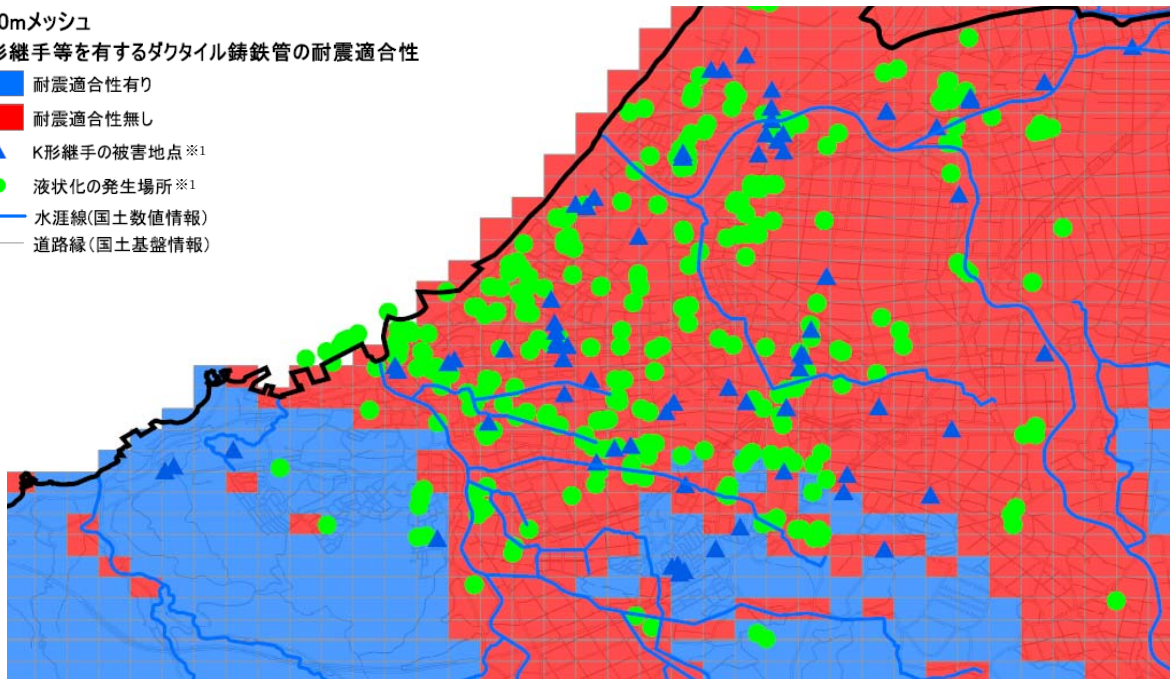 0mメッシュ
形継手等を有するダクタイル鋳鉄管の耐震適合性
耐震適合性有り
耐震適合性無し
K形継手の被害地点※1
液状化の発生場所※1
水涯線(国土数値情報)
道路縁(国土基盤情報)